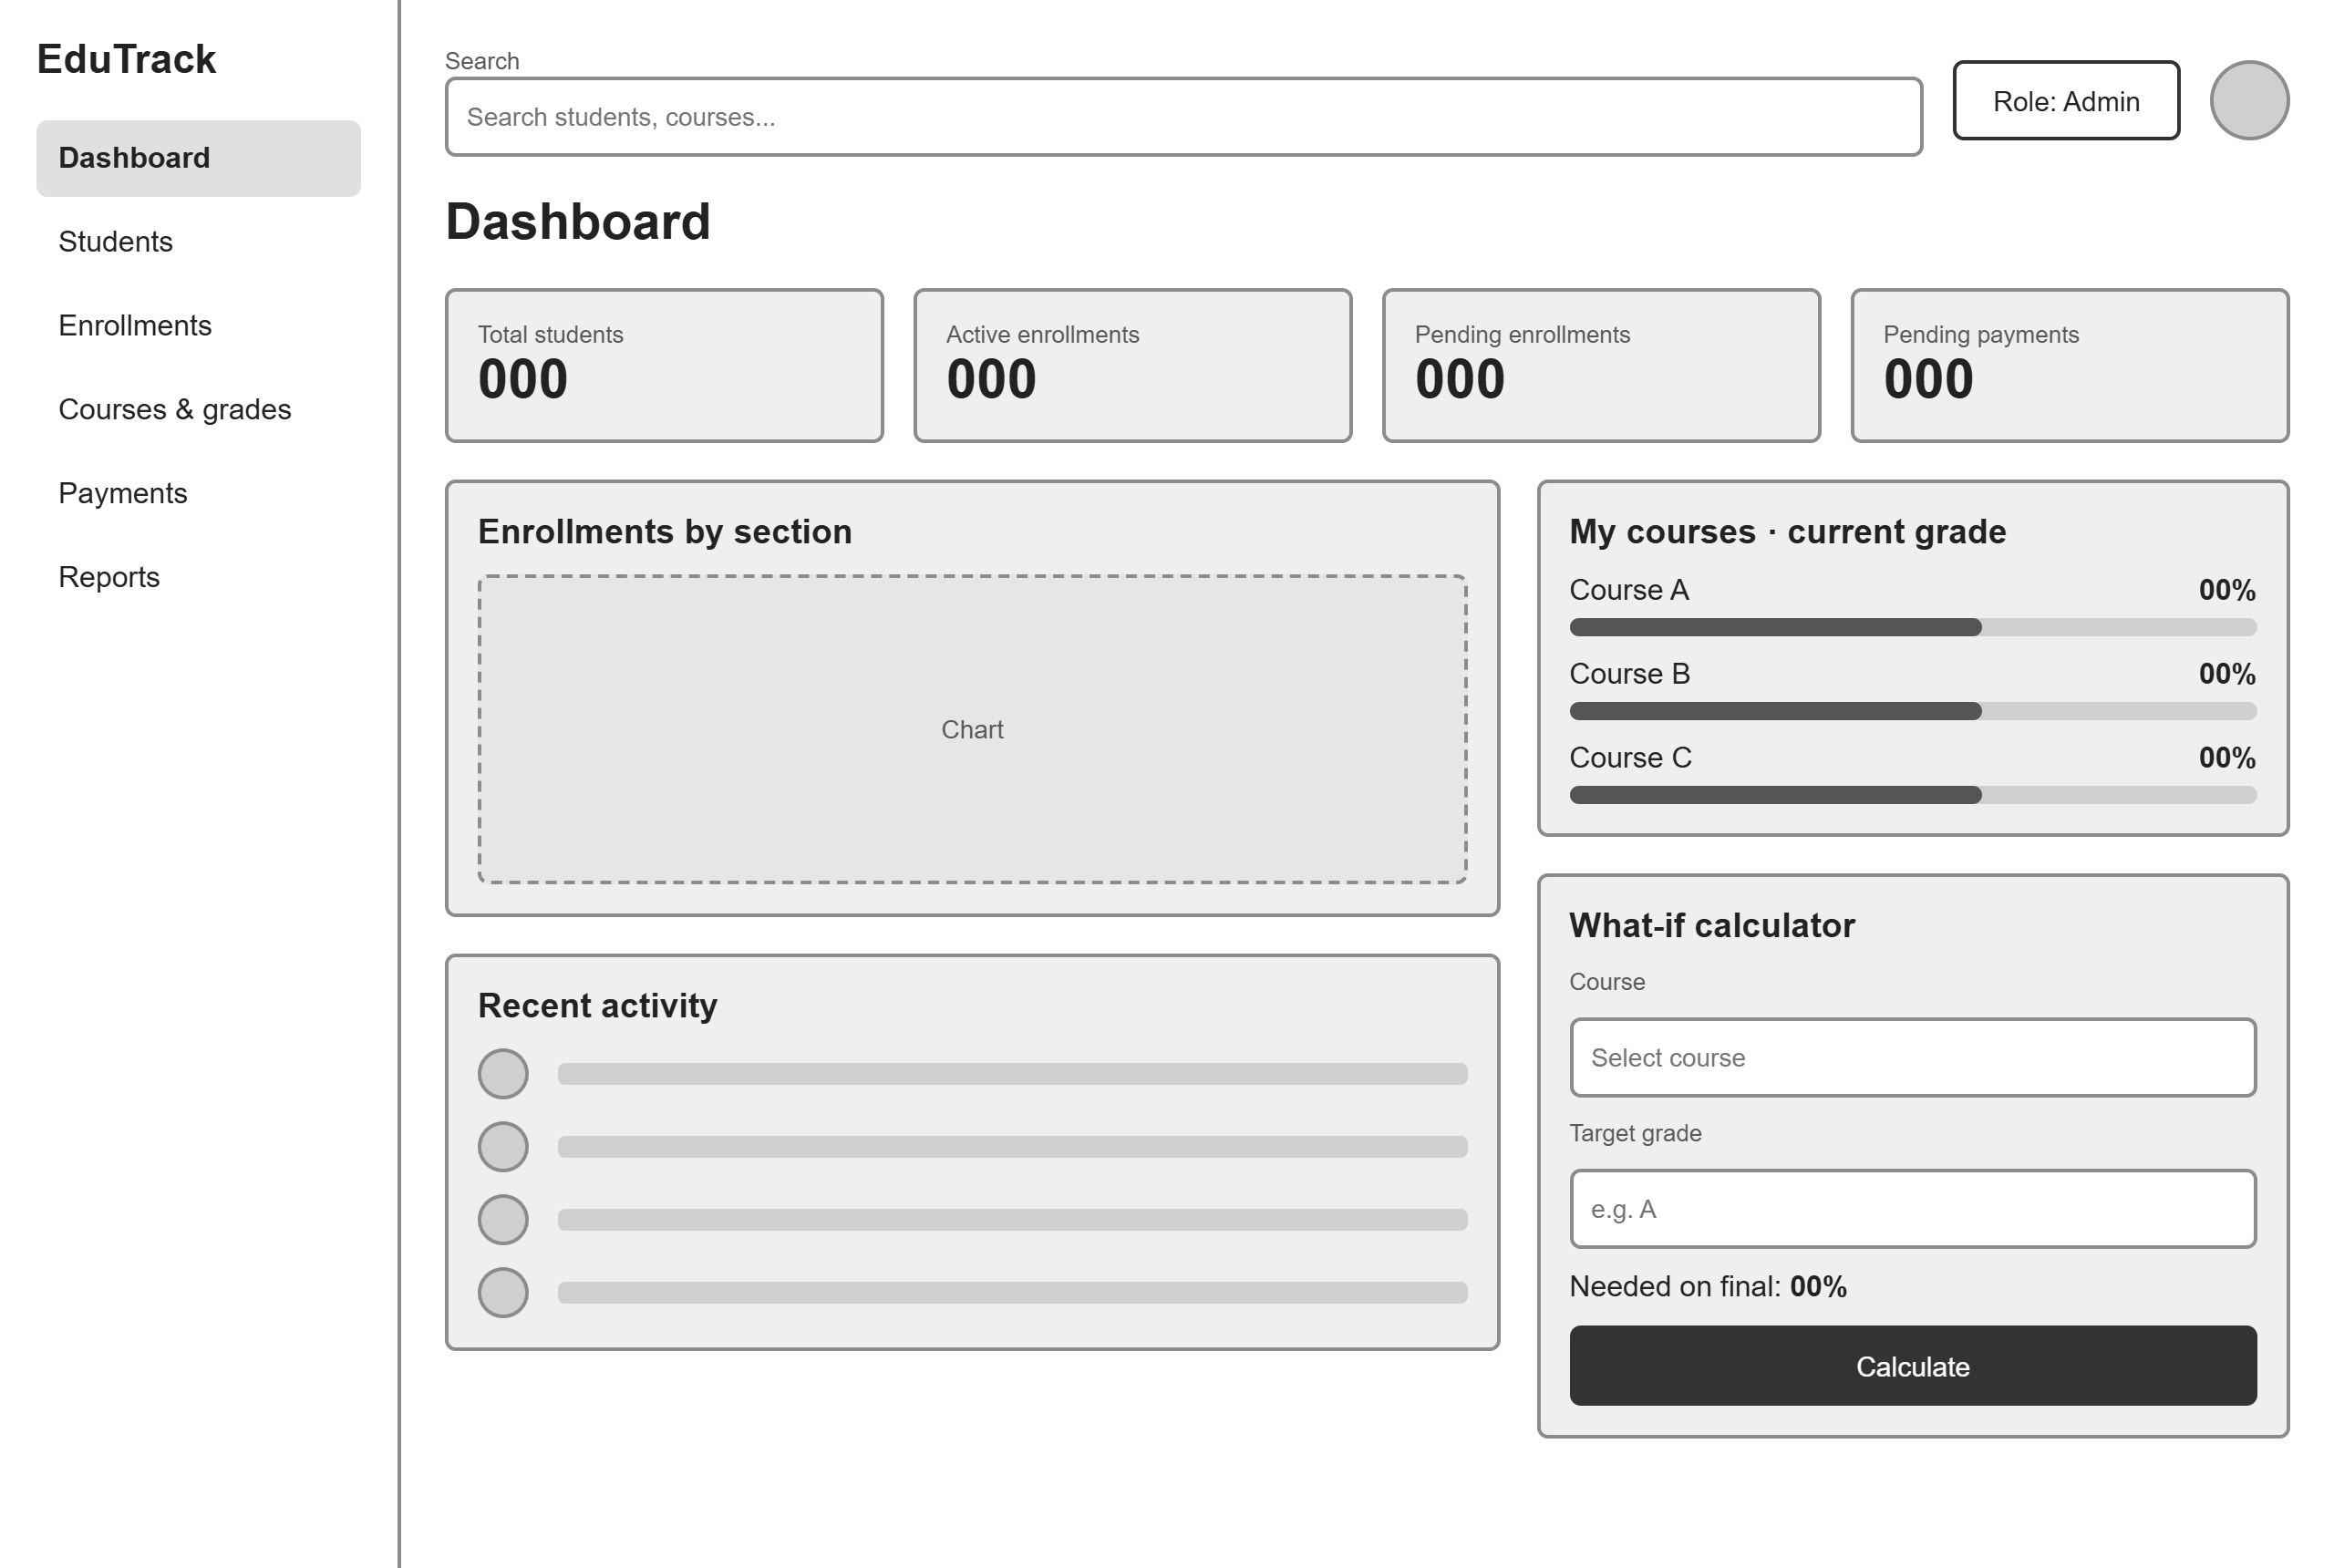 EduTrack
Dashboard
Students
Enrollments
Courses & grades
Payments
Reports
Search
Search students, courses...
Role: Admin
Dashboard
Total students
000
Active enrollments
000
Pending enrollments
000
Pending payments
000
Enrollments by section
Chart
Recent activity
My courses · current grade
Course A 00%
Course B 00%
Course C 00%
What-if calculator
Course
Select course
Target grade
e.g. A
Needed on final: 00%
Calculate